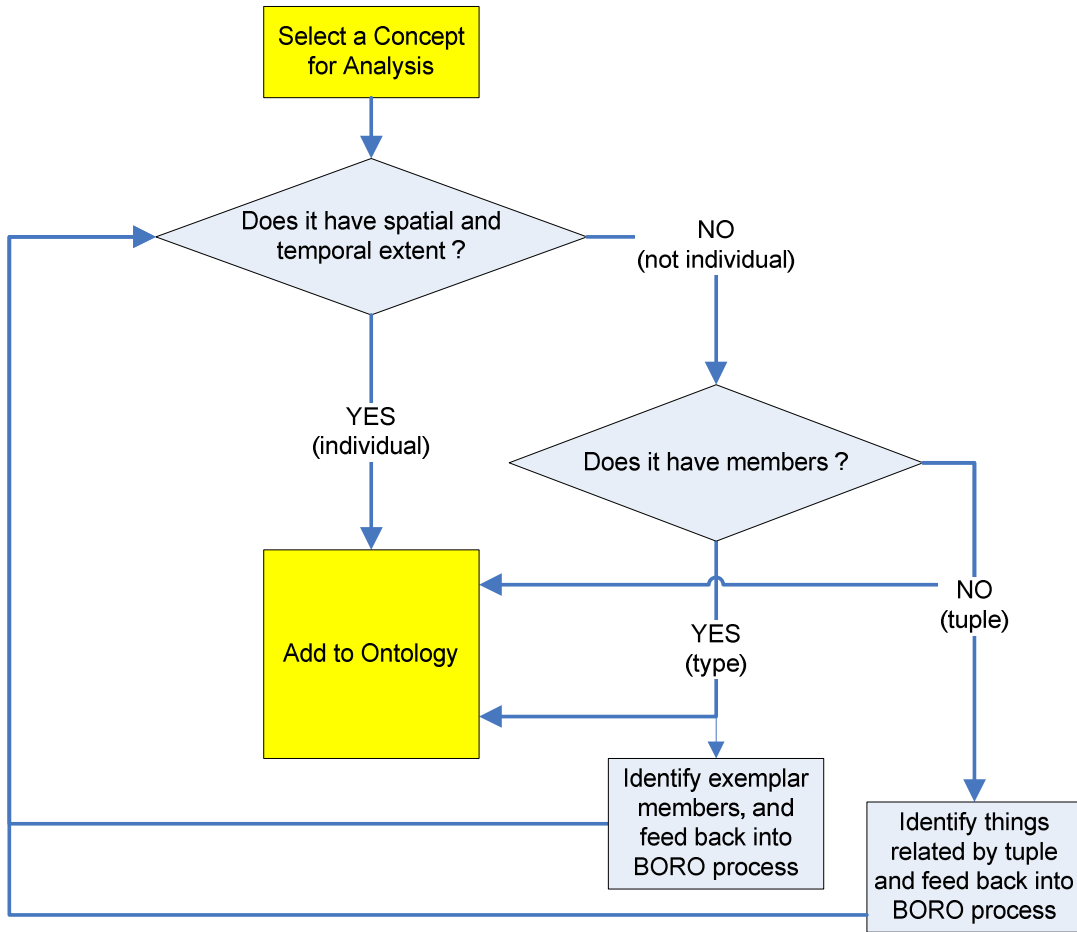 Select a Concept
for Analysis
Does it have spatial and
temporal extent ?
NO
(not individual)
YES
(individual)
Does it have members ?
NO
(tuple)
YES
(type)
Add to Ontology
Identify exemplar
members, and
feed back into
BORO process
Identify things
related by tuple
and feed back into
BORO process